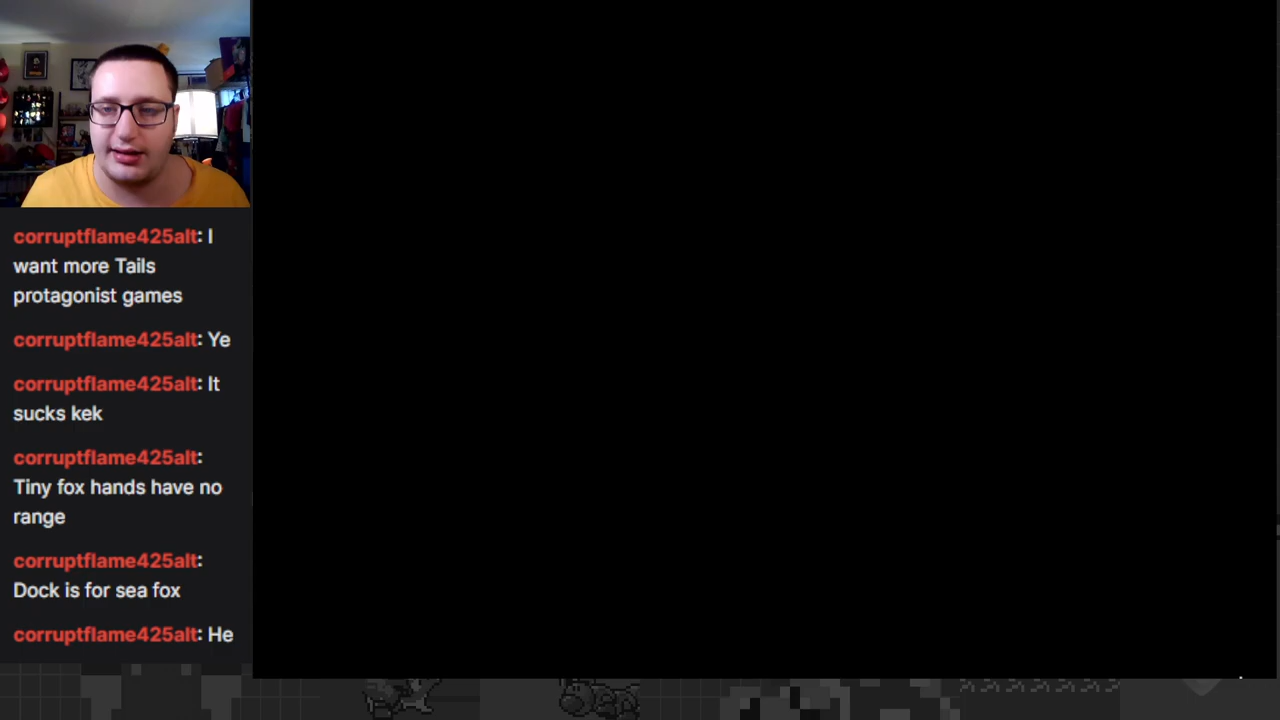 corruptflame425alt: I
want more Tails
protagonist games
corruptflame425alt: Ye
corruptflame425alt: It
sucks kek
corruptflame425alt:
Tiny fox hands have no
range
corruptflame425alt:
Dock is for sea fox
corruptflame425alt: He